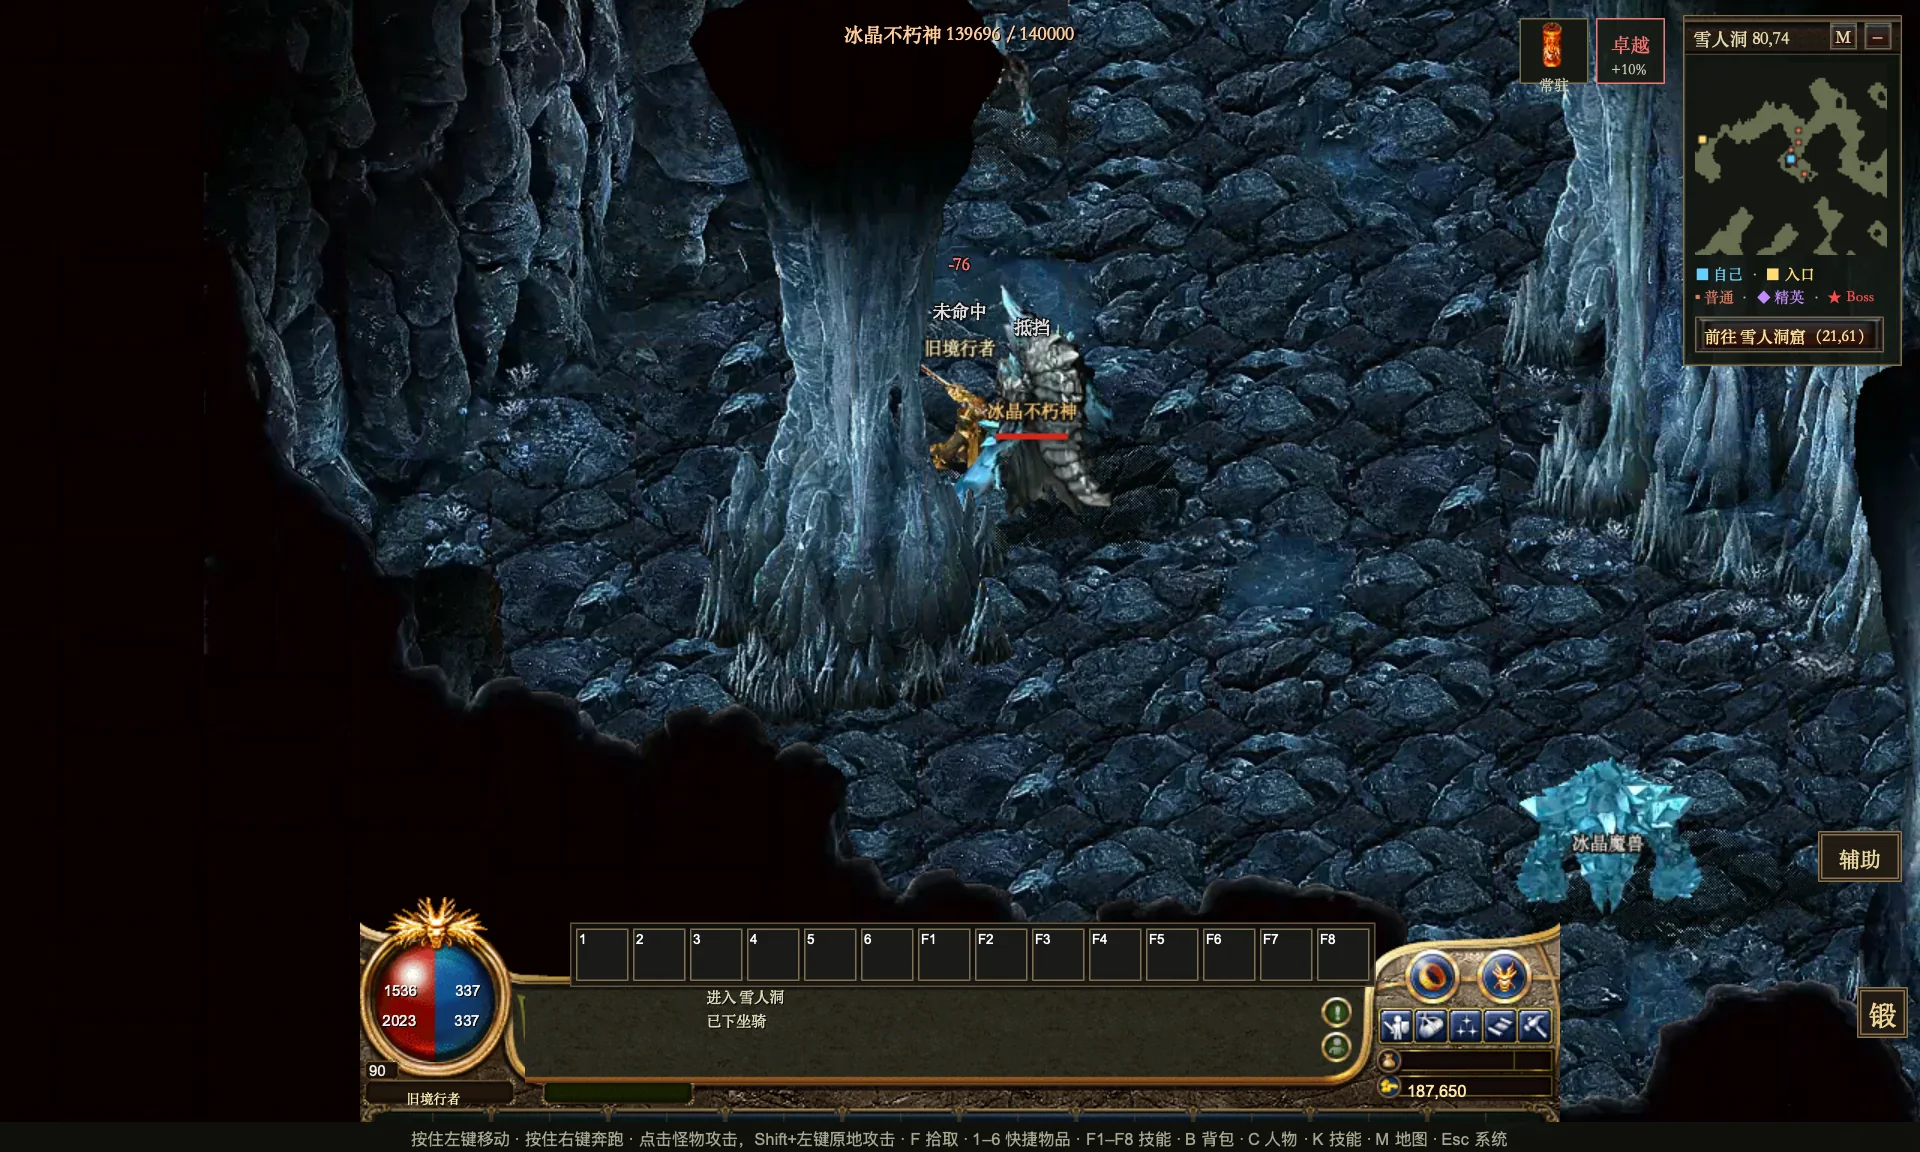 冰晶不朽神 139696 / 140000
常驻
卓越
+10%
雪人洞 80,74
M
−
自己 · 入口
普通 · 精英 · Boss
前往 雪人洞窟（21,61）
-76
未命中
抵挡
旧境行者
冰晶不朽神
冰晶魔兽
辅助
锻
1 2 3 4 5 6 F1 F2 F3 F4 F5 F6 F7 F8
进入 雪人洞
已下坐骑
1536 337
2023 337
90
旧境行者
187,650
按住左键移动 · 按住右键奔跑 · 点击怪物攻击，Shift+左键原地攻击 · F 拾取 · 1–6 快捷物品 · F1–F8 技能 · B 背包 · C 人物 · K 技能 · M 地图 · Esc 系统